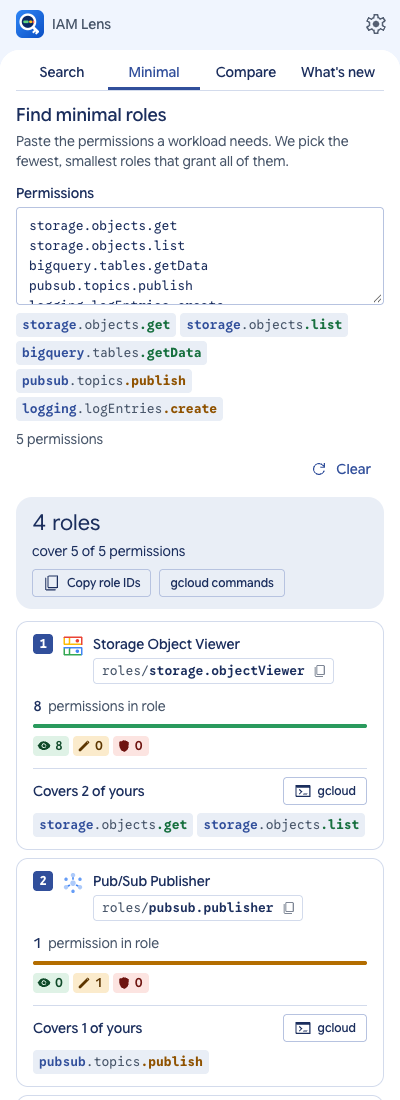 IAM Lens
Search Minimal Compare What's new
Find minimal roles
Paste the permissions a workload needs. We pick the
fewest, smallest roles that grant all of them.
Permissions
storage.objects.get
storage.objects.list
bigquery.tables.getData
pubsub.topics.publish
logging.logEntries.create
storage.objects.get storage.objects.list
bigquery.tables.getData
pubsub.topics.publish
logging.logEntries.create
5 permissions
Clear
4 roles
cover 5 of 5 permissions
Copy role IDs gcloud commands
1 Storage Object Viewer
roles/storage.objectViewer
8 permissions in role
8 0 0
Covers 2 of yours gcloud
storage.objects.get storage.objects.list
2 Pub/Sub Publisher
roles/pubsub.publisher
1 permission in role
0 1 0
Covers 1 of yours gcloud
pubsub.topics.publish